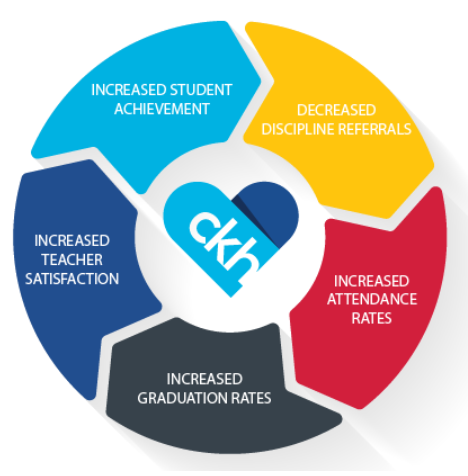 INCREASED STUDENT
ACHIEVEMENT
DECREASED
DISCIPLINE REFERRALS
INCREASED
TEACHER
SATISFACTION
ckh
INCREASED
ATTENDANCE
RATES
INCREASED
GRADUATION RATES